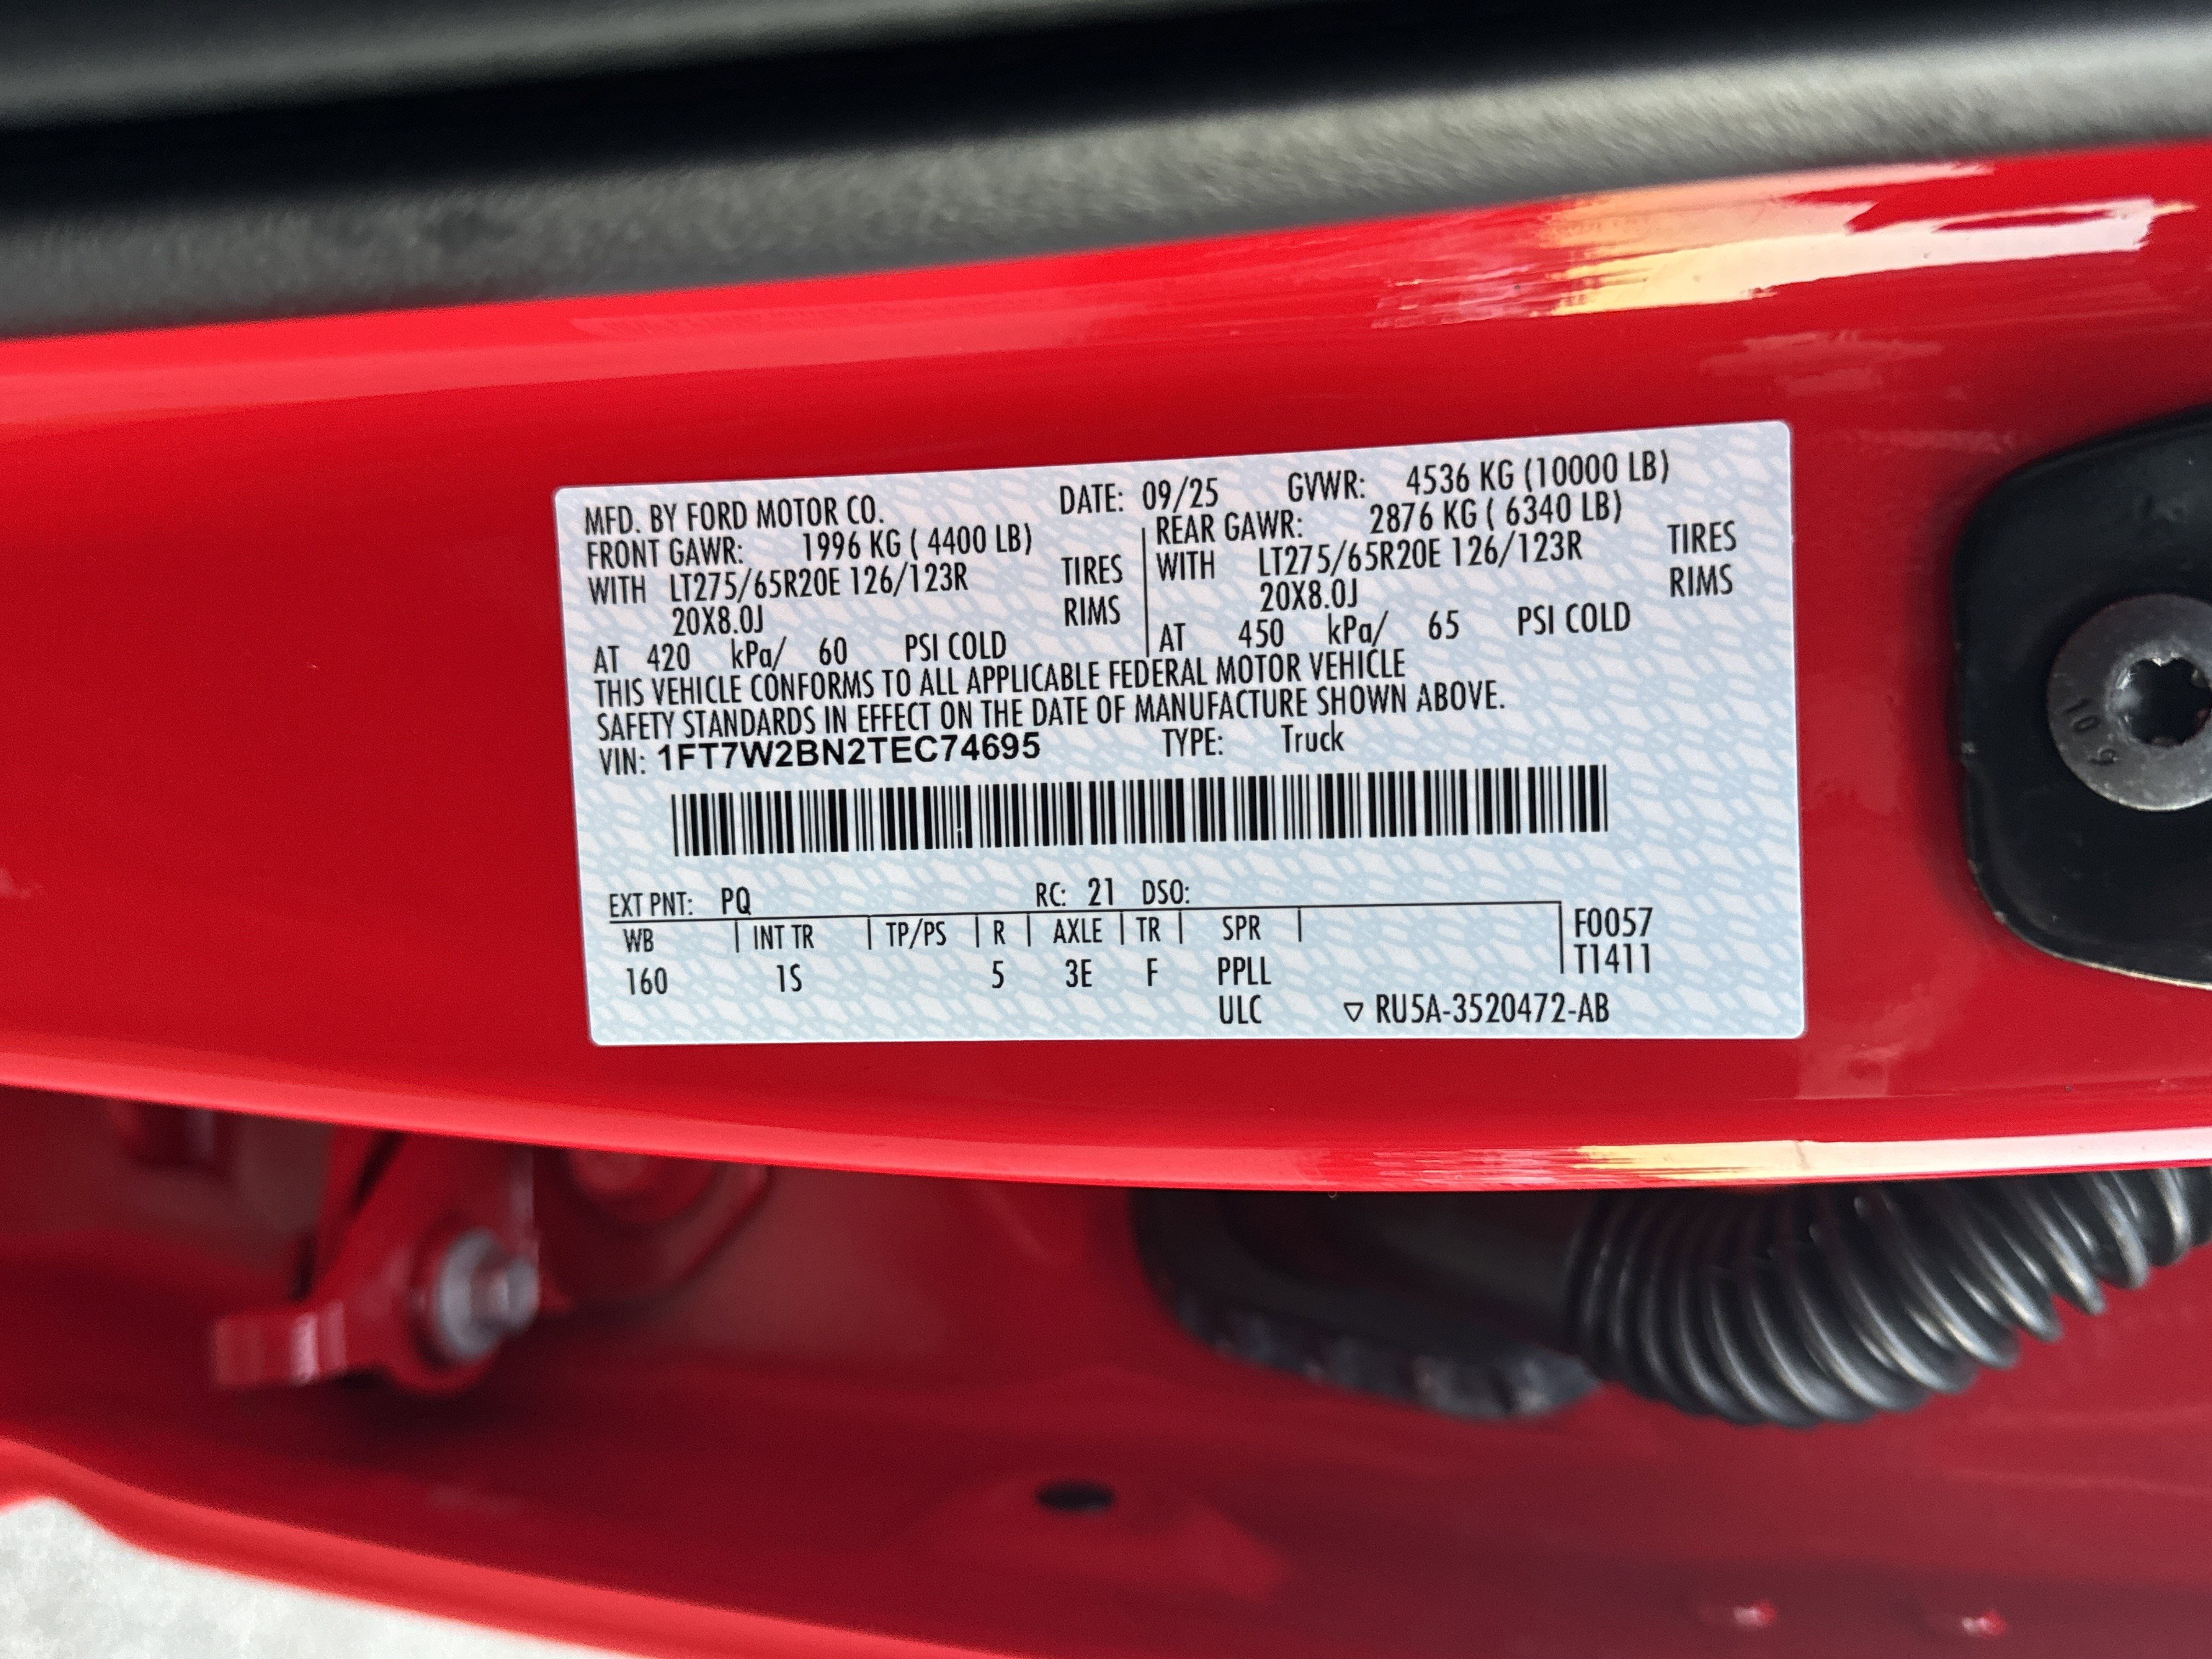 MFD. BY FORD MOTOR CO. DATE: 09/25 GVWR: 4536 KG (10000 LB)
FRONT GAWR: 1996 KG ( 4400 LB) REAR GAWR: 2876 KG ( 6340 LB)
WITH LT275/65R20E 126/123R TIRES WITH LT275/65R20E 126/123R TIRES
20X8.0J RIMS 20X8.0J RIMS
AT 420 kPa/ 60 PSI COLD AT 450 kPa/ 65 PSI COLD
THIS VEHICLE CONFORMS TO ALL APPLICABLE FEDERAL MOTOR VEHICLE
SAFETY STANDARDS IN EFFECT ON THE DATE OF MANUFACTURE SHOWN ABOVE.
VIN: 1FT7W2BN2TEC74695 TYPE: Truck
EXT PNT: PQ RC: 21 DSO:
WB INT TR TP/PS R AXLE TR SPR F0057
160 1S 5 3E F PPLL T1411
ULC ▽ RU5A-3520472-AB
10 9